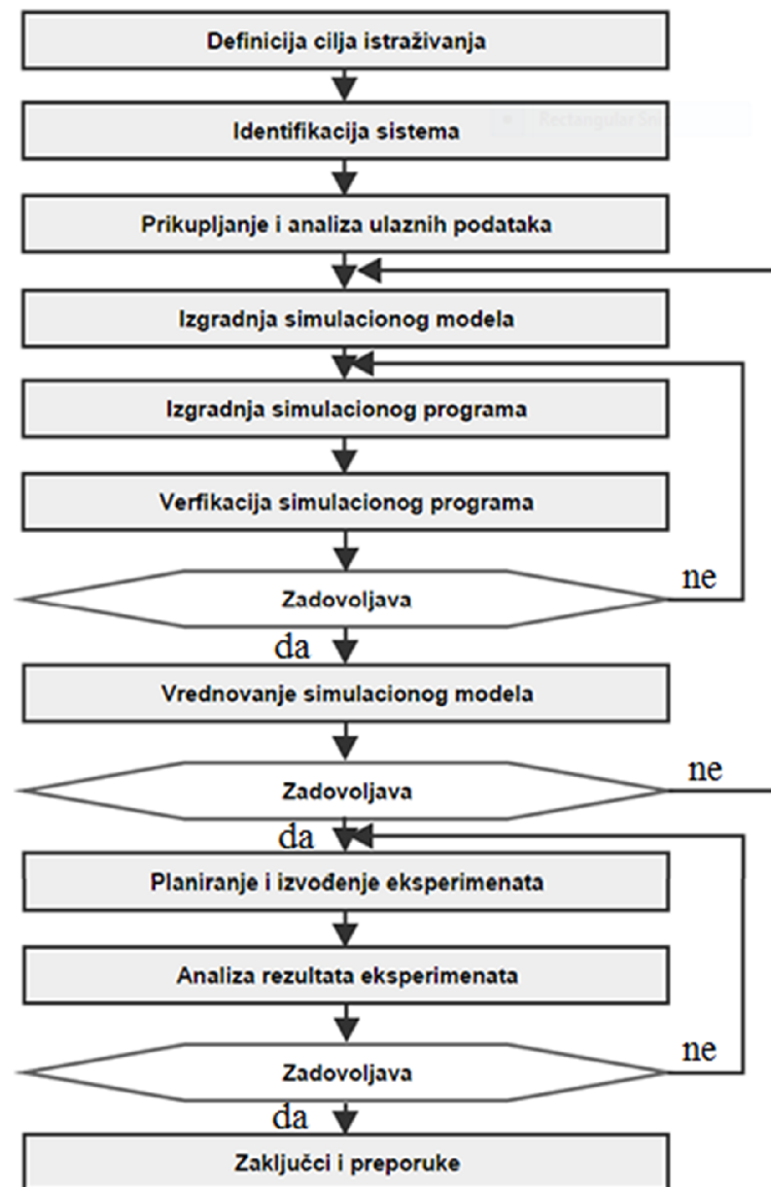 Definicija cilja istraživanja
Identifikacija sistema
Rectangular Sni
Prikupljanje i analiza ulaznih podataka
Izgradnja simulacionog modela
Izgradnja simulacionog programa
Verfikacija simulacionog programa
Zadovoljava
ne
da
Vrednovanje simulacionog modela
Zadovoljava
ne
da
Planiranje i izvođenje eksperimenata
Analiza rezultata eksperimenata
Zadovoljava
ne
da
Zaključci i preporuke